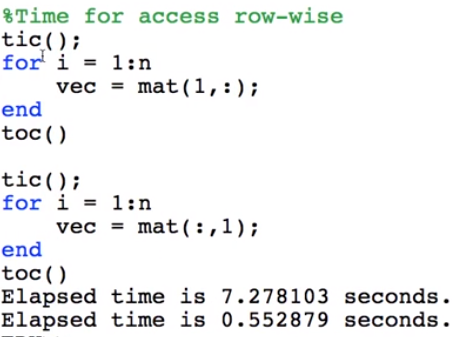 %Time for access row-wise
tic();
for i = 1:n
    vec = mat(1,:);
end
toc()

tic();
for i = 1:n
    vec = mat(:,1);
end
toc()
Elapsed time is 7.278103 seconds.
Elapsed time is 0.552879 seconds.